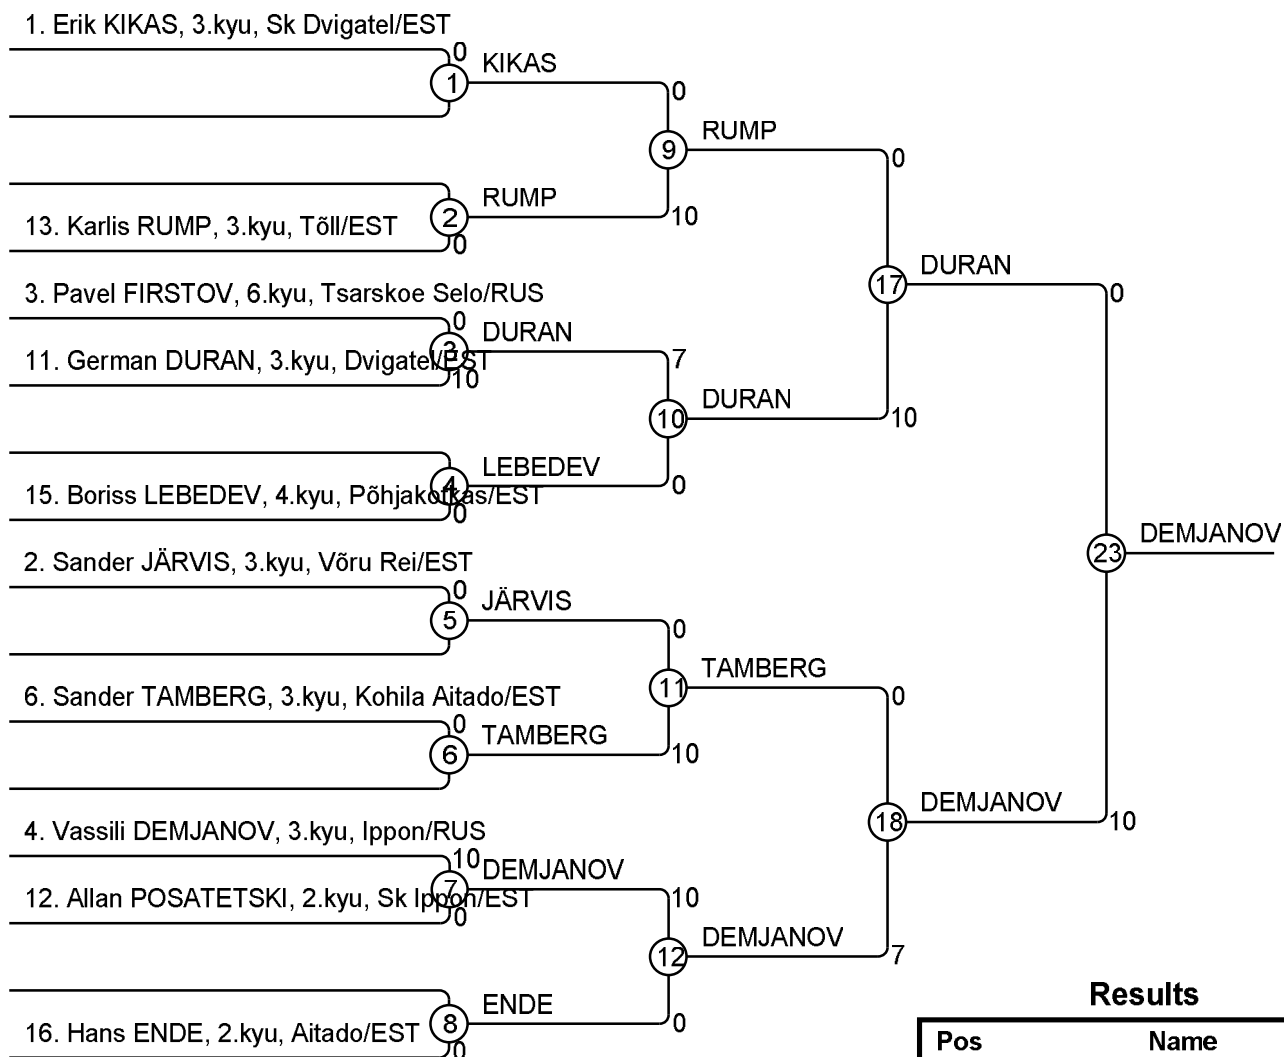 1. Erik KIKAS, 3.kyu, Sk Dvigatel/EST
0
1
KIKAS
0
9
RUMP
0
2
RUMP
10
13. Karlis RUMP, 3.kyu, Tõll/EST
0
17
DURAN
0
3. Pavel FIRSTOV, 6.kyu, Tsarskoe Selo/RUS
0
3
DURAN
7
11. German DURAN, 3.kyu, Dvigatel/EST
10
10
DURAN
10
4
LEBEDEV
0
15. Boriss LEBEDEV, 4.kyu, Põhjakotkas/EST
0
23
DEMJANOV
2. Sander JÄRVIS, 3.kyu, Võru Rei/EST
0
5
JÄRVIS
0
11
TAMBERG
0
6. Sander TAMBERG, 3.kyu, Kohila Aitado/EST
0
6
TAMBERG
10
18
DEMJANOV
10
4. Vassili DEMJANOV, 3.kyu, Ippon/RUS
10
7
DEMJANOV
10
12. Allan POSATETSKI, 2.kyu, Sk Ippon/EST
0
12
DEMJANOV
7
8
ENDE
0
16. Hans ENDE, 2.kyu, Aitado/EST
0
Results
Pos Name